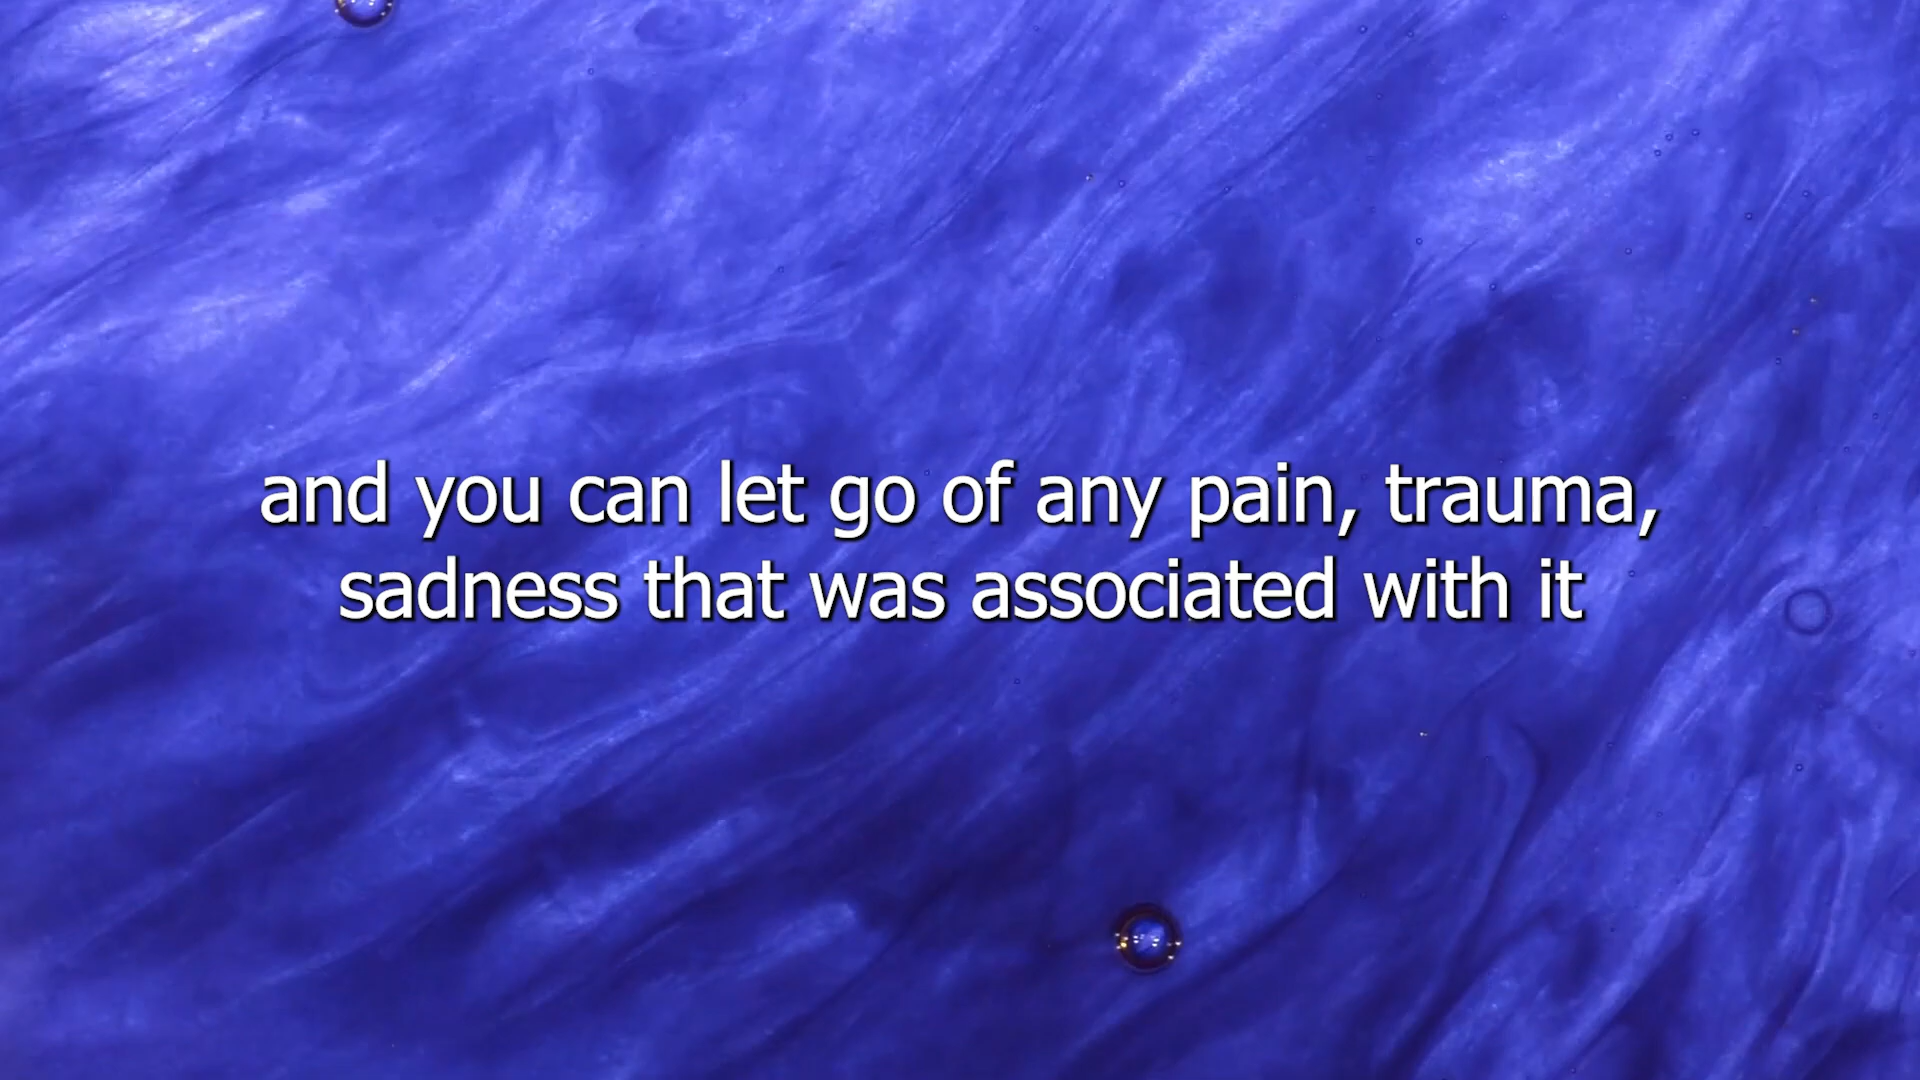 and you can let go of any pain, trauma,
sadness that was associated with it